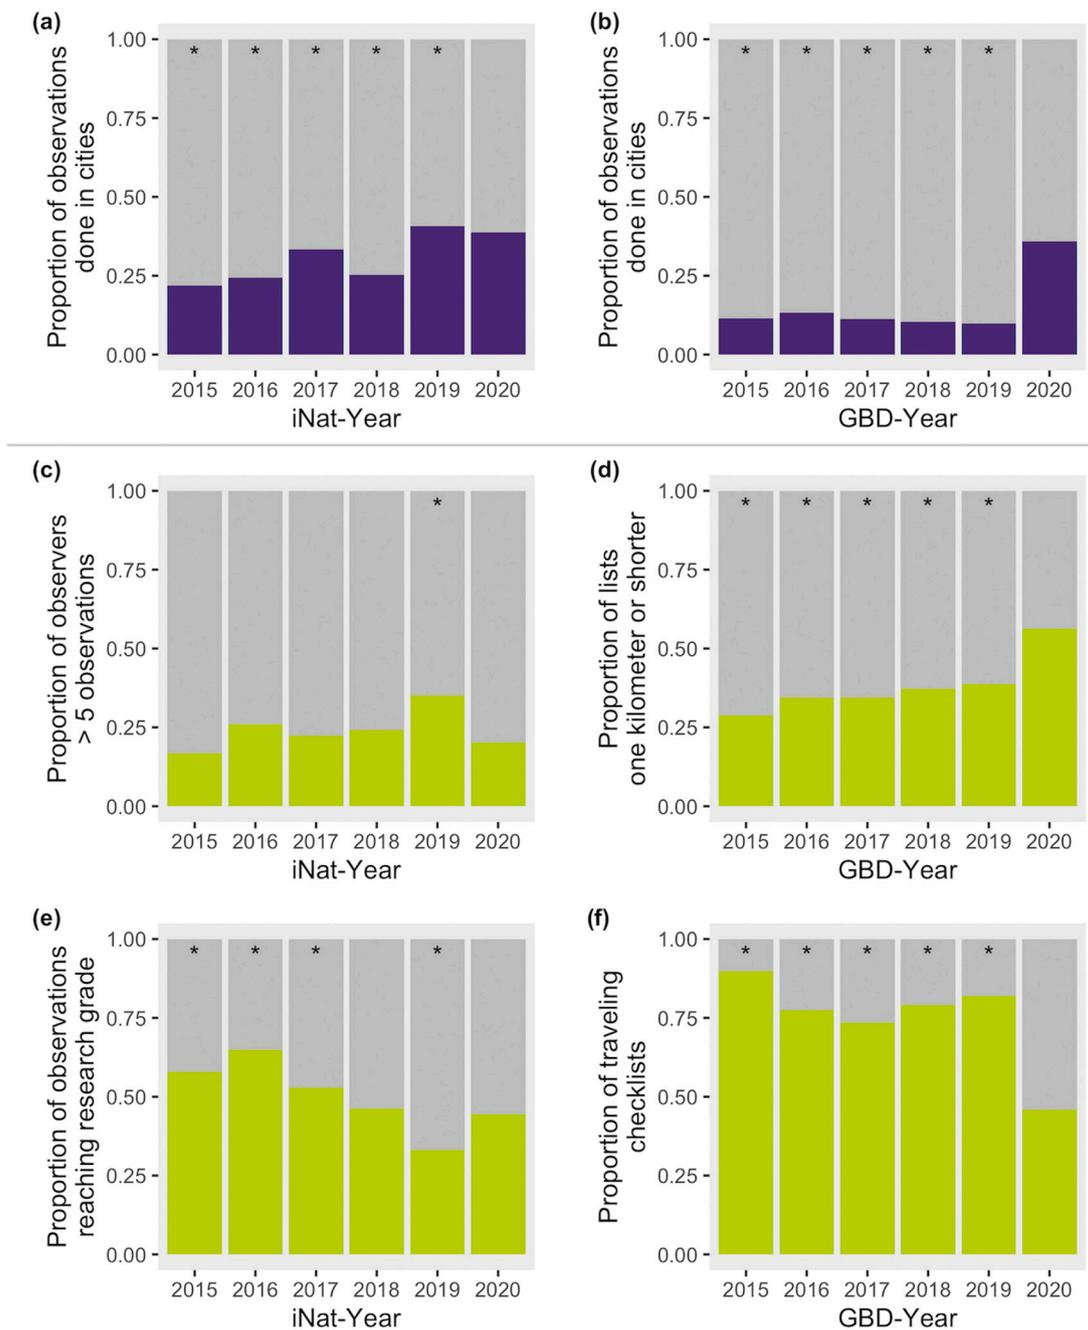 (a)
Proportion of observations
done in cities
1.00
0.75
0.50
0.25
0.00
* * * * *
2015 2016 2017 2018 2019 2020
iNat-Year
(b)
Proportion of observations
done in cities
1.00
0.75
0.50
0.25
0.00
* * * * *
2015 2016 2017 2018 2019 2020
GBD-Year
(c)
Proportion of observers
> 5 observations
1.00
0.75
0.50
0.25
0.00
*
2015 2016 2017 2018 2019 2020
iNat-Year
(d)
Proportion of lists
one kilometer or shorter
1.00
0.75
0.50
0.25
0.00
* * * * *
2015 2016 2017 2018 2019 2020
GBD-Year
(e)
Proportion of observations
reaching research grade
1.00
0.75
0.50
0.25
0.00
* * * *
2015 2016 2017 2018 2019 2020
iNat-Year
(f)
Proportion of traveling
checklists
1.00
0.75
0.50
0.25
0.00
* * * * *
2015 2016 2017 2018 2019 2020
GBD-Year